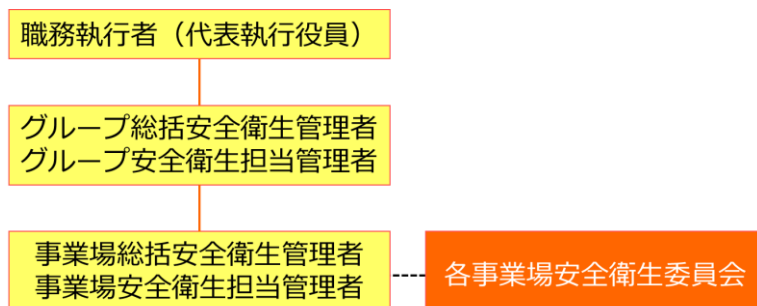 職務執行者（代表執行役員）
グループ総括安全衛生管理者
グループ安全衛生担当管理者
事業場総括安全衛生管理者
事業場安全衛生担当管理者
各事業場安全衛生委員会